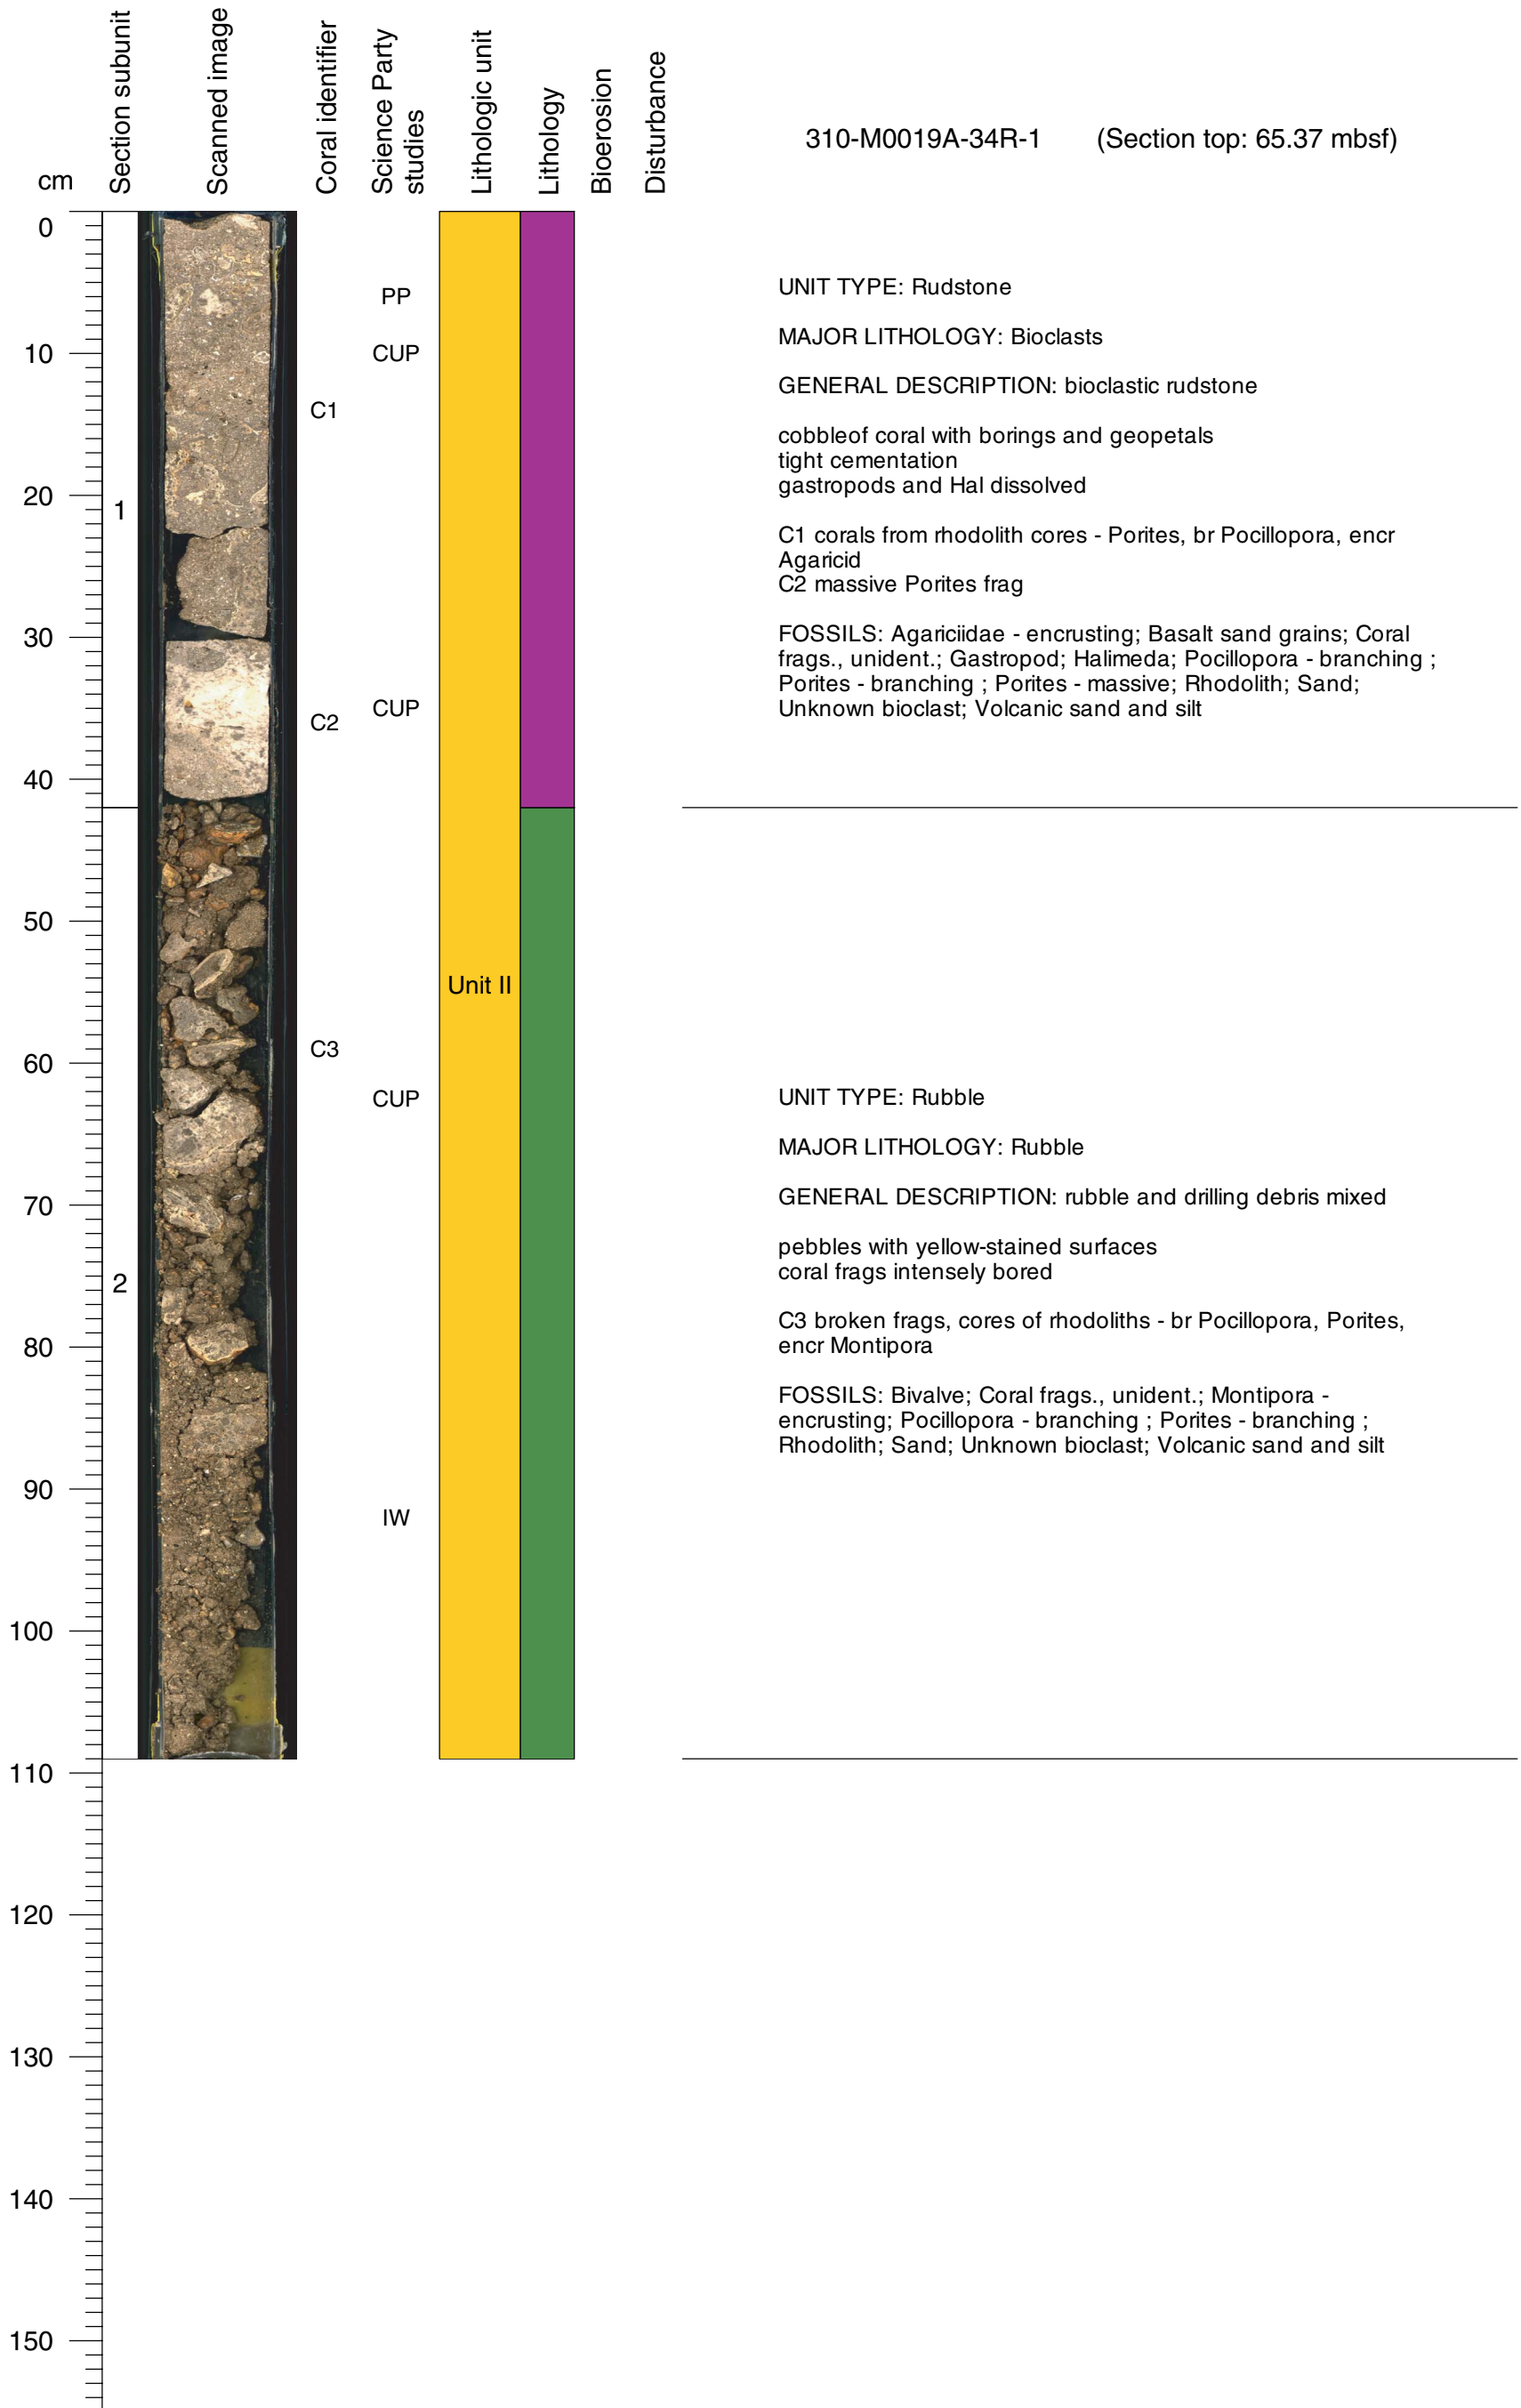 cm
Section subunit
Scanned image
Coral identifier
Science Party
studies
Lithologic unit
Lithology
Bioerosion
Disturbance
310-M0019A-34R-1 (Section top: 65.37 mbsf)
0
10
20
30
40
50
60
70
80
90
100
110
120
130
140
150
1
2
C1
C2
C3
PP
CUP
CUP
CUP
IW
Unit II
UNIT TYPE: Rudstone
MAJOR LITHOLOGY: Bioclasts
GENERAL DESCRIPTION: bioclastic rudstone
cobbleof coral with borings and geopetals
tight cementation
gastropods and Hal dissolved
C1 corals from rhodolith cores - Porites, br Pocillopora, encr
Agaricid
C2 massive Porites frag
FOSSILS: Agariciidae - encrusting; Basalt sand grains; Coral
frags., unident.; Gastropod; Halimeda; Pocillopora - branching ;
Porites - branching ; Porites - massive; Rhodolith; Sand;
Unknown bioclast; Volcanic sand and silt
UNIT TYPE: Rubble
MAJOR LITHOLOGY: Rubble
GENERAL DESCRIPTION: rubble and drilling debris mixed
pebbles with yellow-stained surfaces
coral frags intensely bored
C3 broken frags, cores of rhodoliths - br Pocillopora, Porites,
encr Montipora
FOSSILS: Bivalve; Coral frags., unident.; Montipora -
encrusting; Pocillopora - branching ; Porites - branching ;
Rhodolith; Sand; Unknown bioclast; Volcanic sand and silt